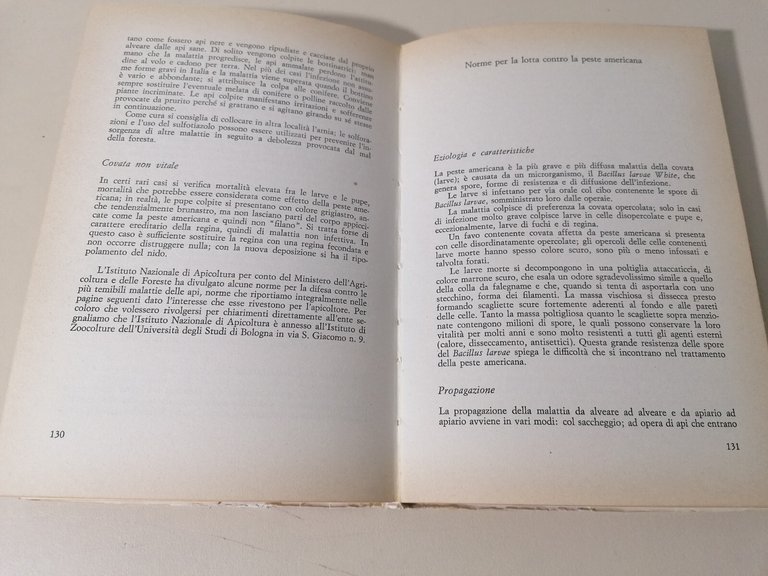 tano come fossero api nere e vengono ripudiate e cacciate dal proprio
alveare dalle api sane. Di solito vengono colpite le bottinatrici; man
mano che la malattia progredisce, le api ammalate perdono l'attitu-
dine al volo e cadono per terra. Nel più dei casi l'infezione non assu-
me forme gravi in Italia e la malattia viene superata quando il bottino
è vario e abbondante; si attribuisce la colpa alle conifere. Conviene
sempre sostituire l'eventuale melata di conifera o polline raccolto dalle
piante incriminate. Le api colpite manifestano irritazioni e sofferenze
provocate da prurito perché si grattano e si agitano girando su sé stesse
in continuazione.
Come cura si consiglia di collocare in altra località l'arnia; le solfora-
zioni e l'uso del sulfotiazolo possono essere utilizzati per prevenire l'in-
sorgenza di altre malattie in seguito a debolezza provocata dal mal
della foresta.
Covata non vitale
In certi rari casi si verifica mortalità elevata fra le larve e le pupe,
mortalità che potrebbe essere considerata come effetto della peste ame-
ricana; in realtà, le pupe colpite si presentano con colore grigiastro, an-
che tendenzialmente brunastro, ma non lasciano parti del corpo appicci-
cate come la peste americana e quindi non "filano". Si tratta forse di
carattere ereditario della regina, quindi di malattia non infettiva. In
questo caso è sufficiente sostituire la regina con una regina fecondata e
non occorre distruggere nulla; con la nuova deposizione si ha il ripo-
polamento del nido.
L'Istituto Nazionale di Apicoltura per conto del Ministero dell'Agri-
coltura e delle Foreste ha divulgato alcune norme per la difesa contro le
più temibili malattie delle api, norme che riportiamo integralmente nelle
pagine seguenti dato l'interesse che esse rivestono per l'apicoltore. Per
coloro che volessero rivolgersi per chiarimenti direttamente all'ente se-
gnaliamo che l'Istituto Nazionale di Apicoltura è annesso all'Istituto di
Zoocolture dell'Università degli Studi di Bologna in via S. Giacomo n. 9.
130
Norme per la lotta contro la peste americana
Eziologia e caratteristiche
La peste americana è la più grave e più diffusa malattia della covata
(larve); è causata da un microrganismo, il Bacillus larvae White, che
genera spore, forme di resistenza e di diffusione dell'infezione.
Le larve si infettano per via orale col cibo contenente le spore di
Bacillus larvae, somministrato loro dalle operaie.
La malattia colpisce di preferenza la covata opercolata; solo in casi
di infezione molto grave colpisce larve in celle disopercolate e pupe e,
eccezionalmente, larve di fuchi e di regina.
Un favo contenente covata affetta da peste americana si presenta
con celle disordinatamente opercolate; gli opercoli delle celle contenenti
larve morte hanno spesso colore scuro, sono più o meno infossati e
talvolta forati.
Le larve morte si decompongono in una poltiglia attaccaticcia, di
colore marrone scuro, che esala un odore sgradevolissimo simile a quello
della colla da falegname e che, quando si tenta di asportarla con uno
stecchino, forma dei filamenti. La massa vischiosa si dissecca presto
formando scagliette scure fortemente aderenti al fondo e alle pareti
delle celle. Tanto la massa poltigliosa quanto le scagliette sopra menzio-
nate contengono milioni di spore, le quali possono conservare la loro
vitalità per molti anni e sono molto resistenti a tutti gli agenti esterni
(calore, disseccamento, antisettici). Questa grande resistenza delle spore
del Bacillus larvae spiega le difficoltà che si incontrano nel trattamento
della peste americana.
Propagazione
La propagazione della malattia da alveare ad alveare e da apiario ad
apiario avviene in vari modi: col saccheggio; ad opera di api che entrano
131